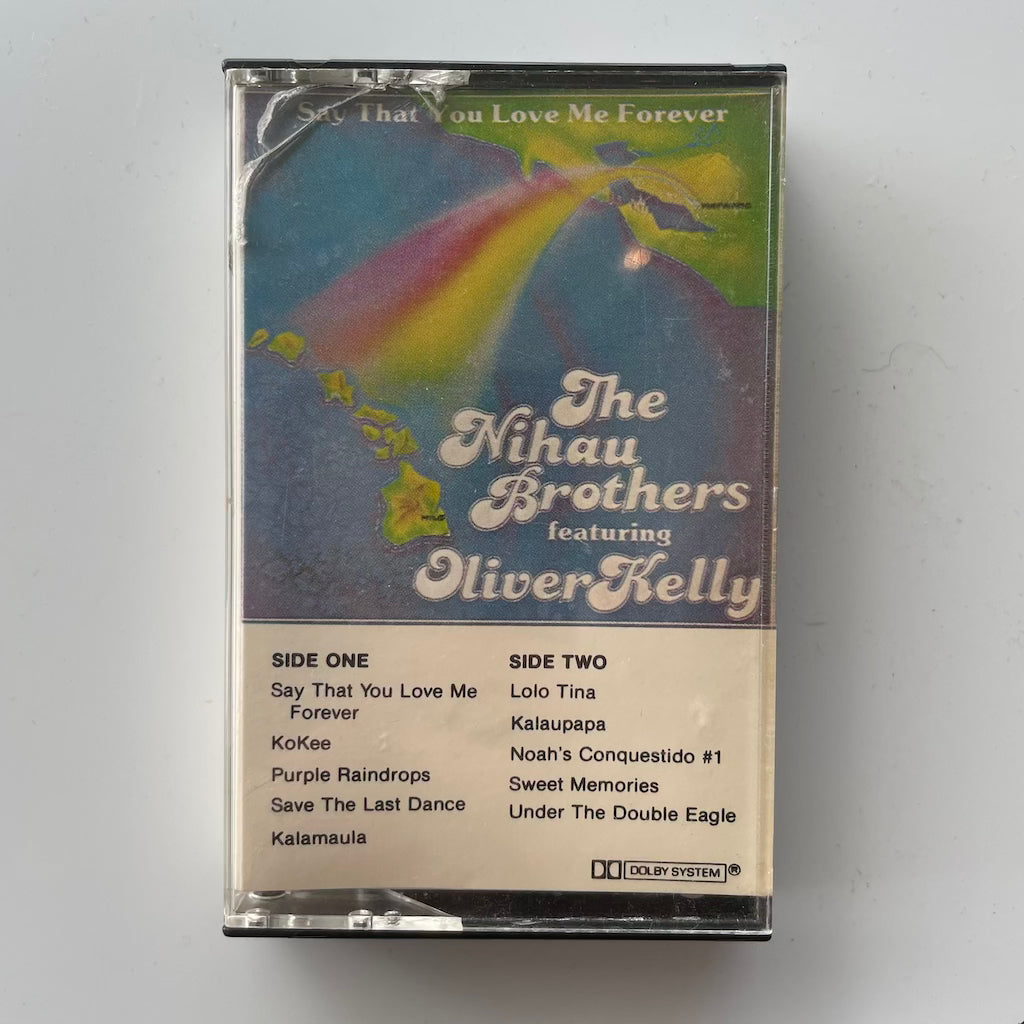 Say That You Love Me Forever
HILO
The
Nihau
Brothers
featuring
Oliver Kelly
SIDE ONE
Say That You Love Me
Forever
KoKee
Purple Raindrops
Save The Last Dance
Kalamaula
SIDE TWO
Lolo Tina
Kalaupapa
Noah's Conquestido #1
Sweet Memories
Under The Double Eagle
DOLBY SYSTEM ®